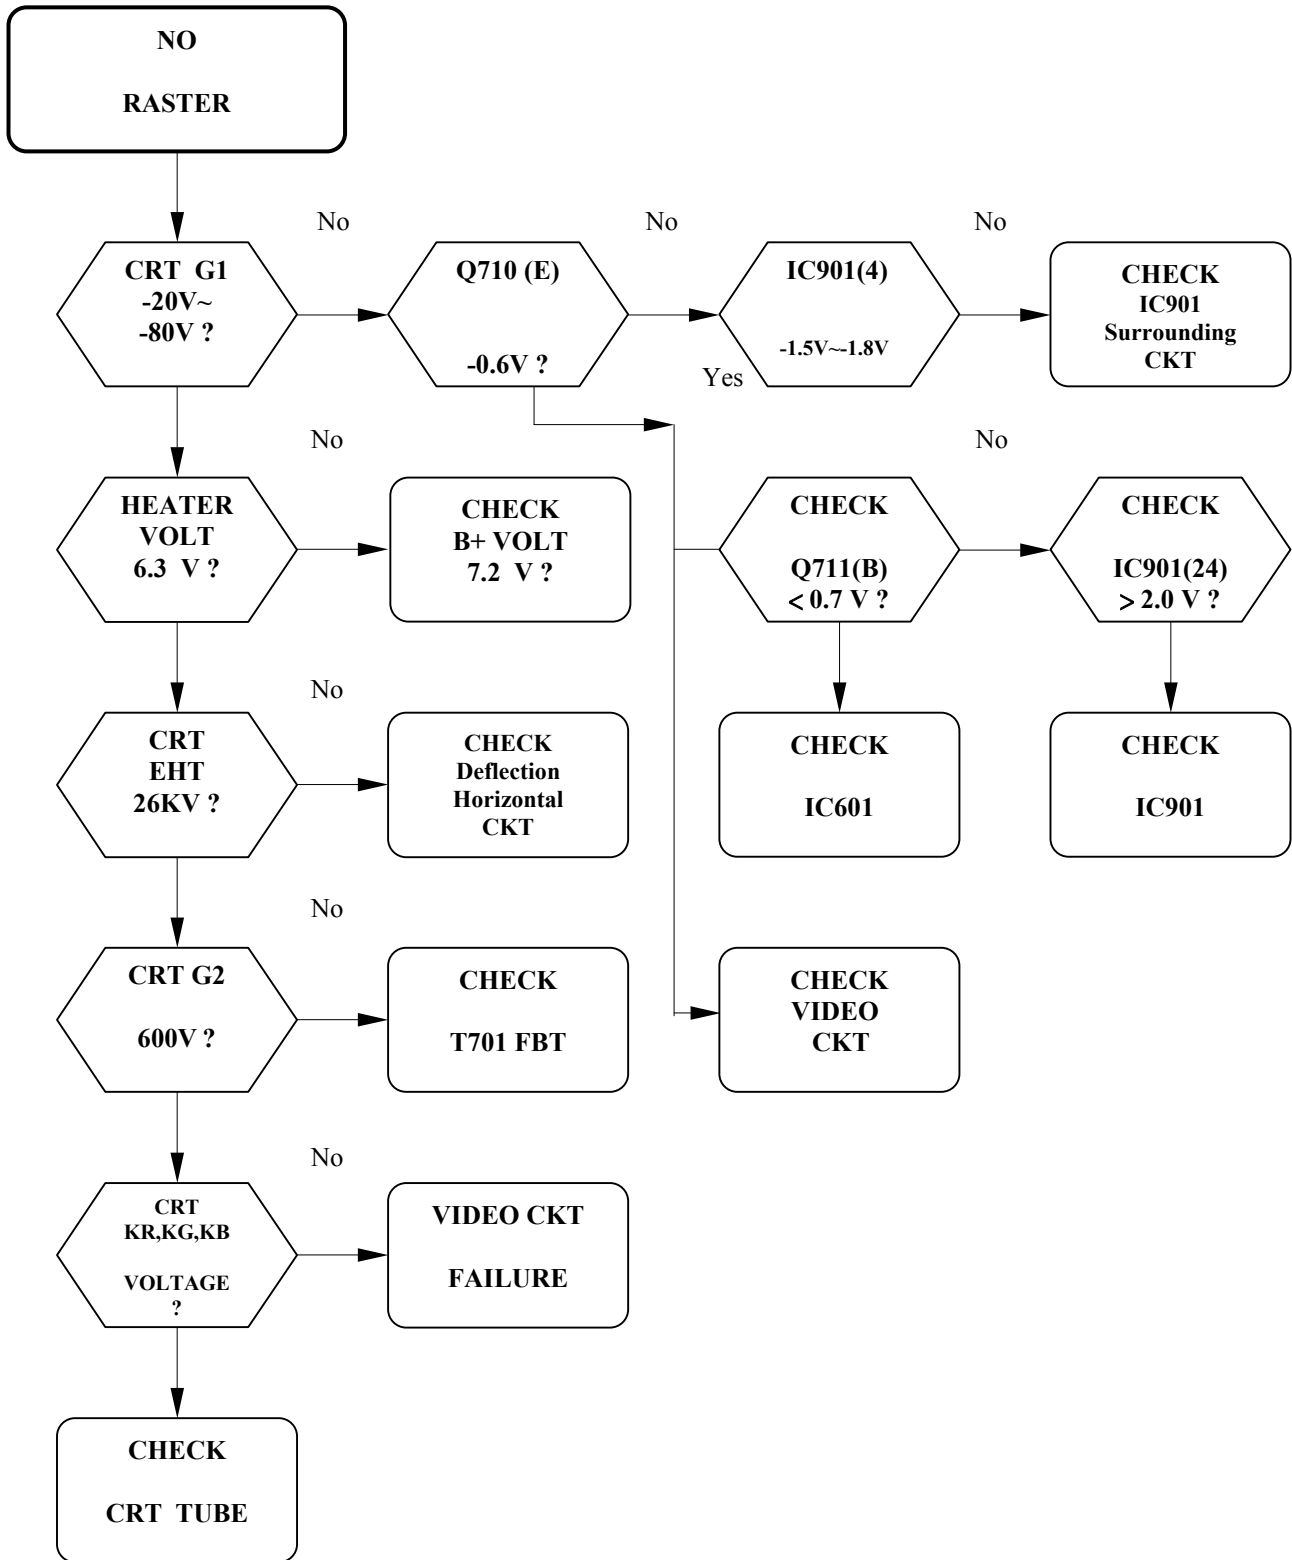 NO
RASTER
No
No
No
CRT G1
-20V~
-80V ?
Q710 (E)
-0.6V ?
IC901(4)
-1.5V~-1.8V
CHECK
IC901
Surrounding
CKT
Yes
No
No
HEATER
VOLT
6.3 V ?
CHECK
B+ VOLT
7.2 V ?
CHECK
Q711(B)
< 0.7 V ?
CHECK
IC901(24)
> 2.0 V ?
No
CRT
EHT
26KV ?
CHECK
Deflection
Horizontal
CKT
CHECK
IC601
CHECK
IC901
No
CRT G2
600V ?
CHECK
T701 FBT
CHECK
VIDEO
CKT
No
CRT
KR,KG,KB
VOLTAGE
?
VIDEO CKT
FAILURE
CHECK
CRT TUBE